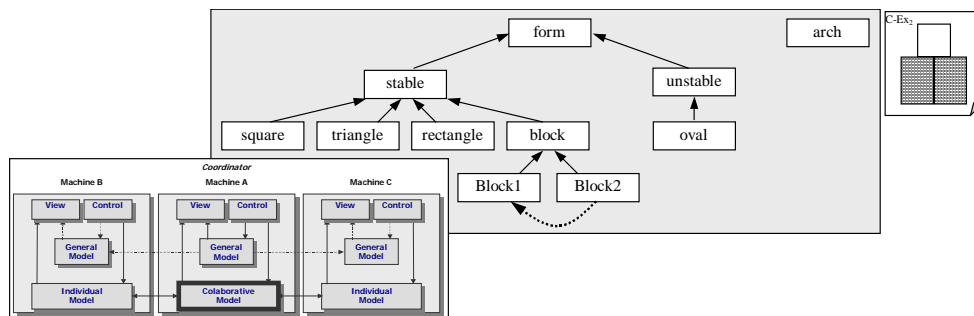 form
arch
C-Ex2
stable
unstable
square
triangle
rectangle
block
oval
Block1
Block2
Coordinator
Machine B
Machine A
Machine C
View
Control
View
Control
View
Control
General
Model
General
Model
General
Model
Individual
Model
Colaborative
Model
Individual
Model